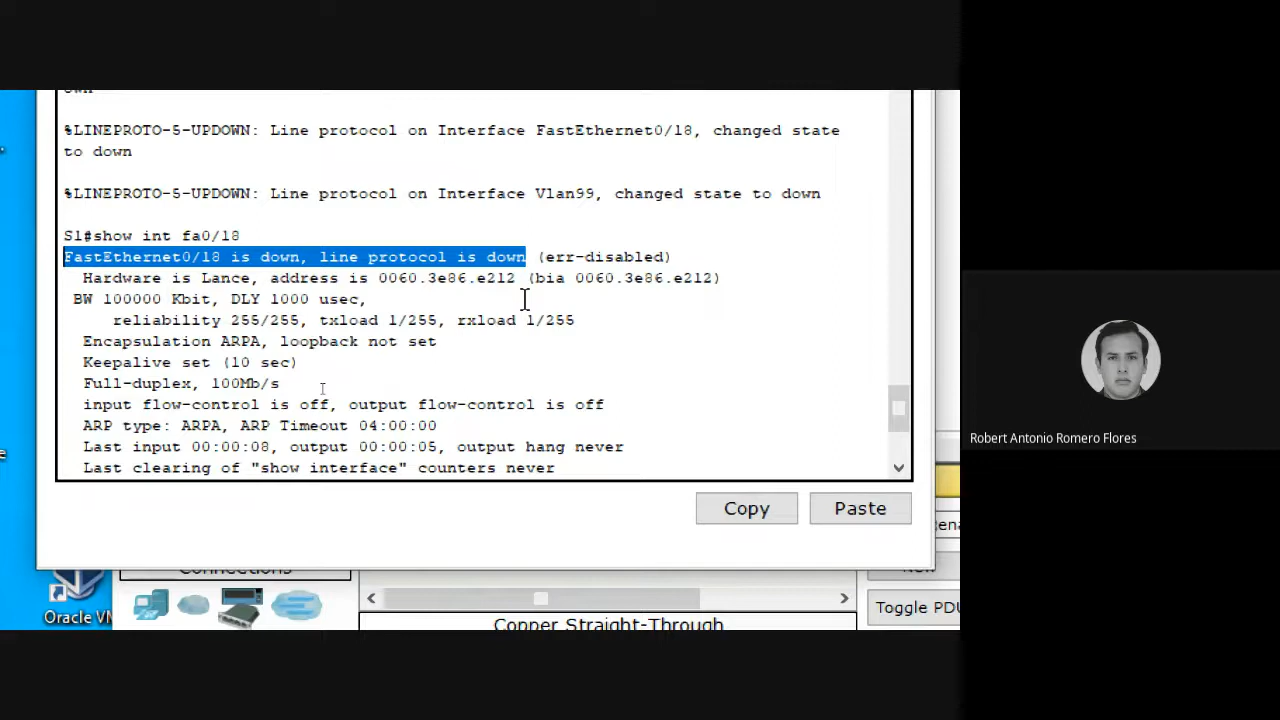 %LINEPROTO-5-UPDOWN: Line protocol on Interface FastEthernet0/18, changed state
to down
%LINEPROTO-5-UPDOWN: Line protocol on Interface Vlan99, changed state to down
S1#show int fa0/18
FastEthernet0/18 is down, line protocol is down (err-disabled)
Hardware is Lance, address is 0060.3e86.e212 (bia 0060.3e86.e212)
BW 100000 Kbit, DLY 1000 usec,
reliability 255/255, txload 1/255, rxload 1/255
Encapsulation ARPA, loopback not set
Keepalive set (10 sec)
Full-duplex, 100Mb/s
input flow-control is off, output flow-control is off
ARP type: ARPA, ARP Timeout 04:00:00
Last input 00:00:08, output 00:00:05, output hang never
Last clearing of "show interface" counters never
Copy
Paste
Connections
Oracle VM
Toggle PDU
Copper Straight-Through
Robert Antonio Romero Flores